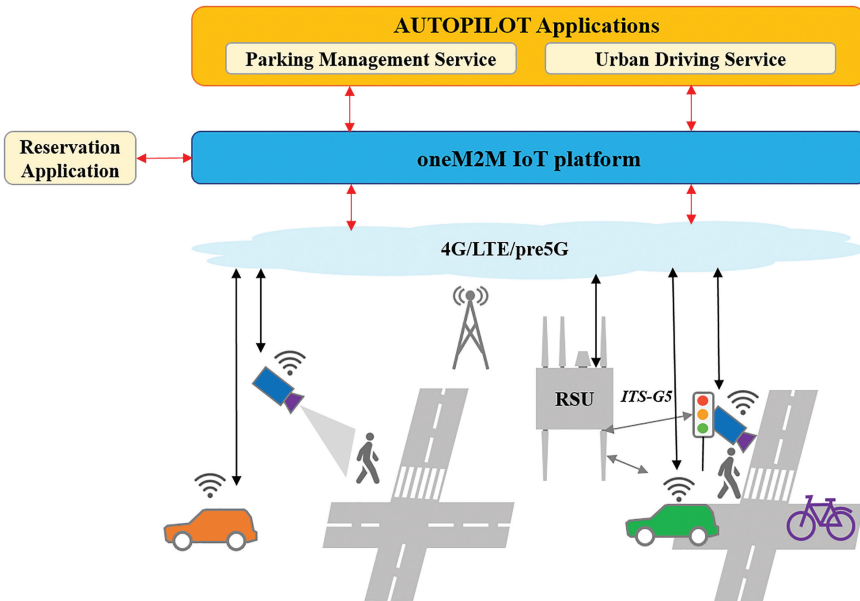 AUTOPILOT Applications
Parking Management Service
Urban Driving Service
Reservation
Application
oneM2M IoT platform
4G/LTE/pre5G
RSU
ITS-G5